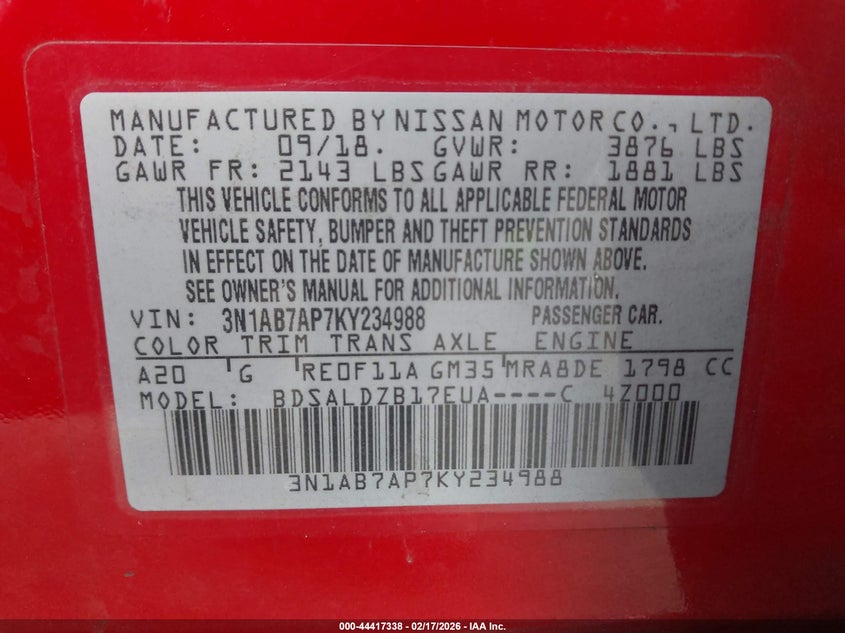 MANUFACTURED BY NISSAN MOTOR CO., LTD.
DATE: 09/18. GVWR: 3876 LBS
GAWR FR: 2143 LBS GAWR RR: 1881 LBS
THIS VEHICLE CONFORMS TO ALL APPLICABLE FEDERAL MOTOR
VEHICLE SAFETY, BUMPER AND THEFT PREVENTION STANDARDS
IN EFFECT ON THE DATE OF MANUFACTURE SHOWN ABOVE.
SEE OWNER'S MANUAL FOR ADDITIONAL INFORMATION.
VIN: 3N1AB7AP7KY234988 PASSENGER CAR.
COLOR TRIM TRANS AXLE ENGINE
A20 G RE0F11A GM35 MRA8DE 1798 CC
MODEL: BDSALDZB17EUA----C 4Z000
3N1AB7AP7KY234988
000-44417338 - 02/17/2026 - IAA Inc.